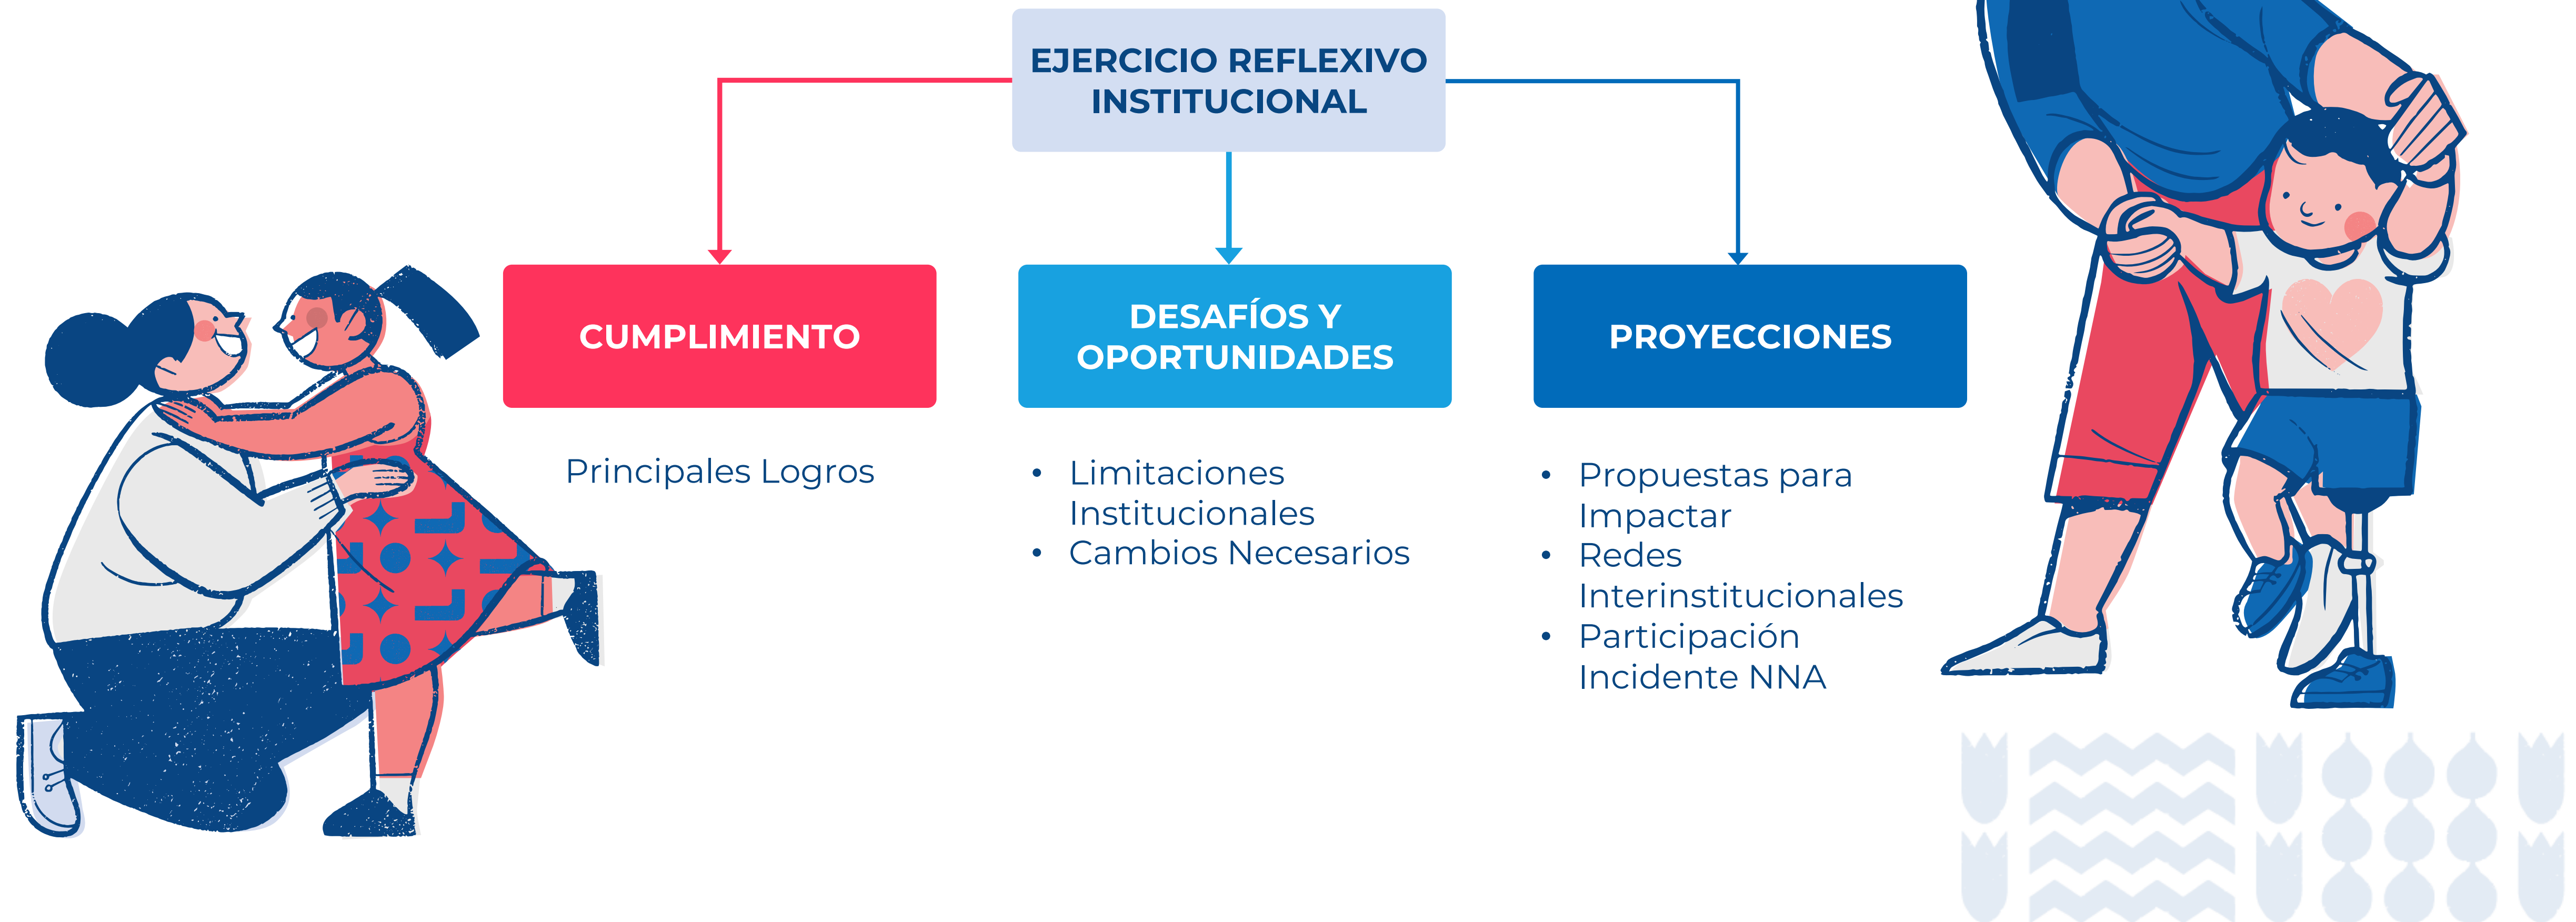 EJERCICIO REFLEXIVO
INSTITUCIONAL
CUMPLIMIENTO
Principales Logros
DESAFÍOS Y
OPORTUNIDADES
• Limitaciones
Institucionales
• Cambios Necesarios
PROYECCIONES
• Propuestas para
Impactar
• Redes
Interinstitucionales
• Participación
Incidente NNA